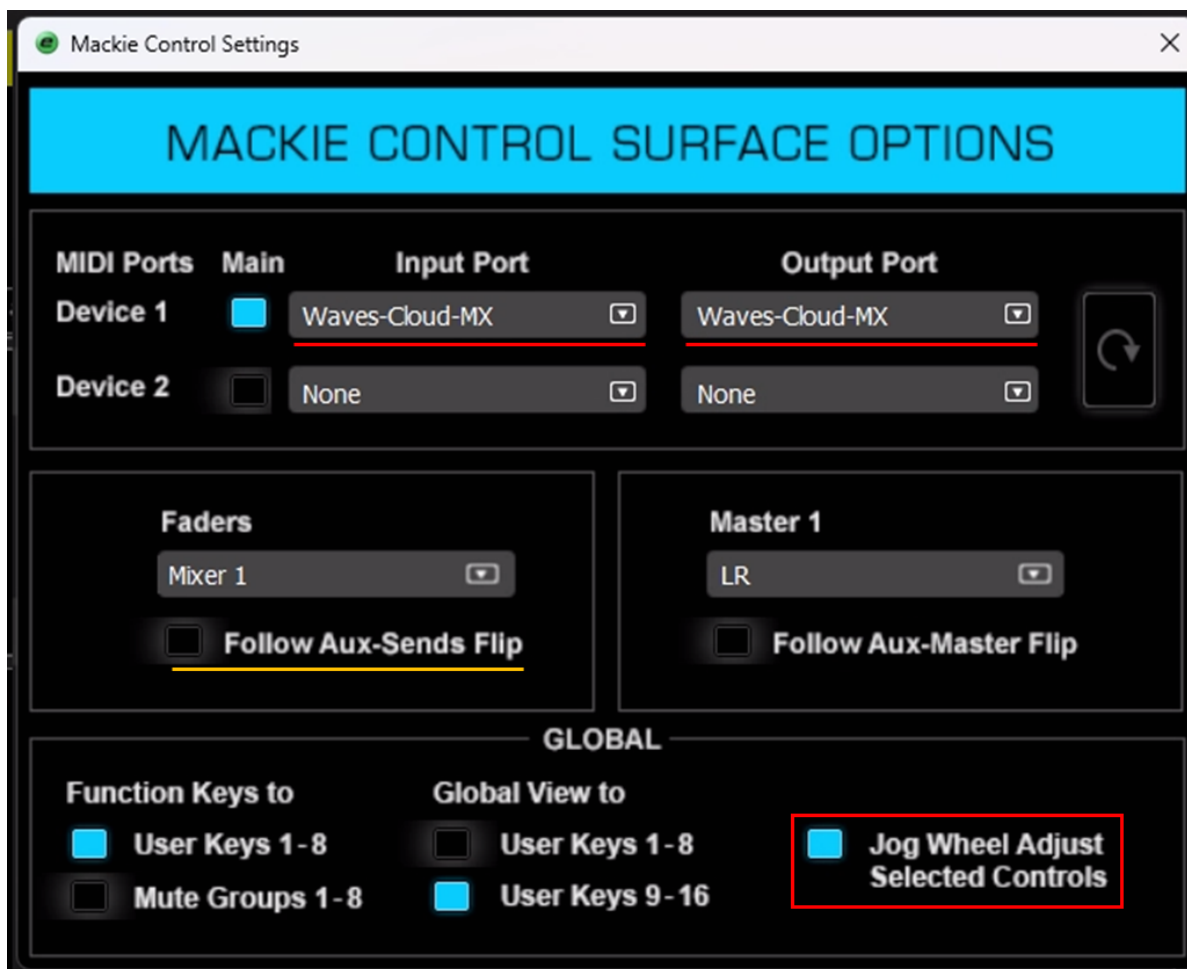 Mackie Control Settings
MACKIE CONTROL SURFACE OPTIONS
MIDI Ports Main Input Port Output Port
Device 1 Waves-Cloud-MX Waves-Cloud-MX
Device 2 None None
Faders Master 1
Mixer 1 LR
Follow Aux-Sends Flip Follow Aux-Master Flip
GLOBAL
Function Keys to Global View to
User Keys 1-8 User Keys 1-8 Jog Wheel Adjust
Selected Controls
Mute Groups 1-8 User Keys 9-16